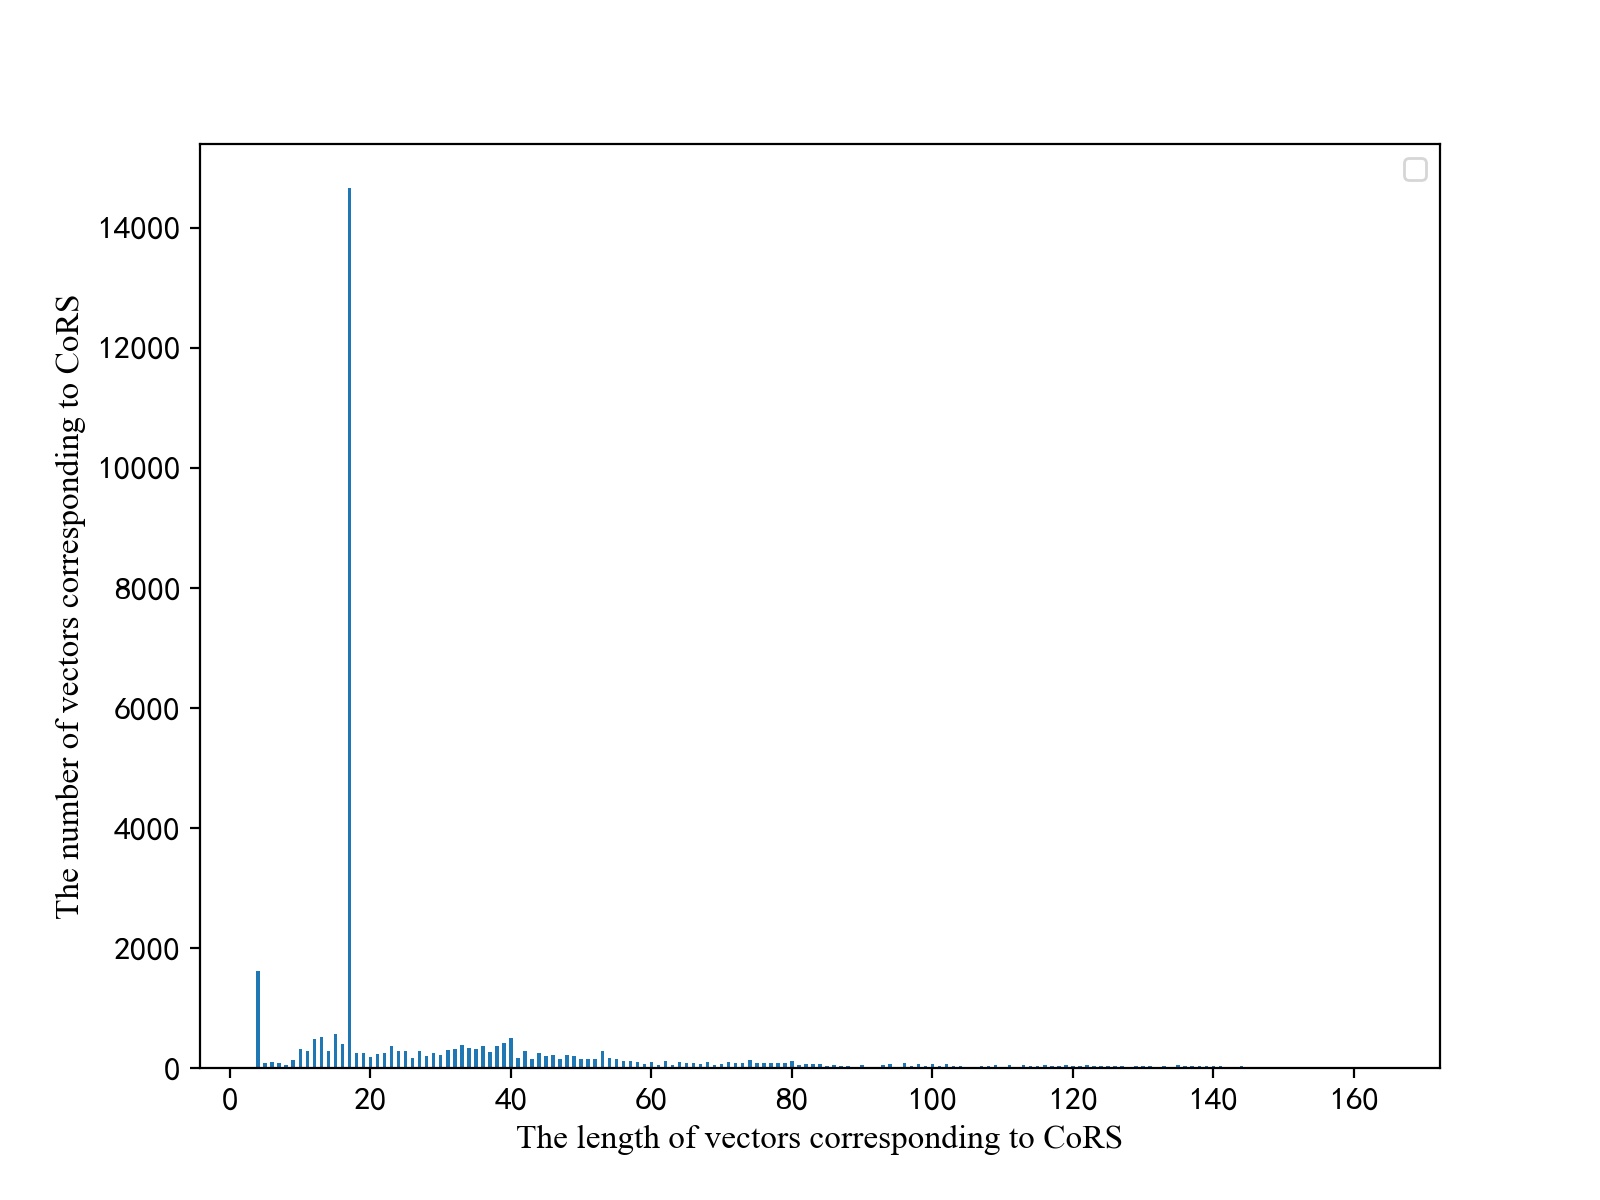 14000
12000
10000
8000
6000
4000
2000
0
The number of vectors corresponding to CoRS
0 20 40 60 80 100 120 140 160
The length of vectors corresponding to CoRS